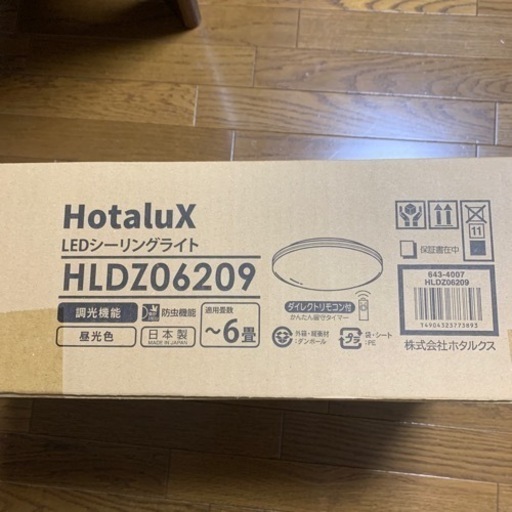 HotaluX
LEDシーリングライト
HLDZ06209
調光機能
防虫機能
適用畳数
～6畳
昼光色
日本製
MADE IN JAPAN
ダイレクトリモコン付
かんたん留守タイマー
外箱・緩衝材
:ダンボール
プラ
袋・シート
:PE
11
保証書在中
643-4007
HLDZ06209
株式会社ホタルクス